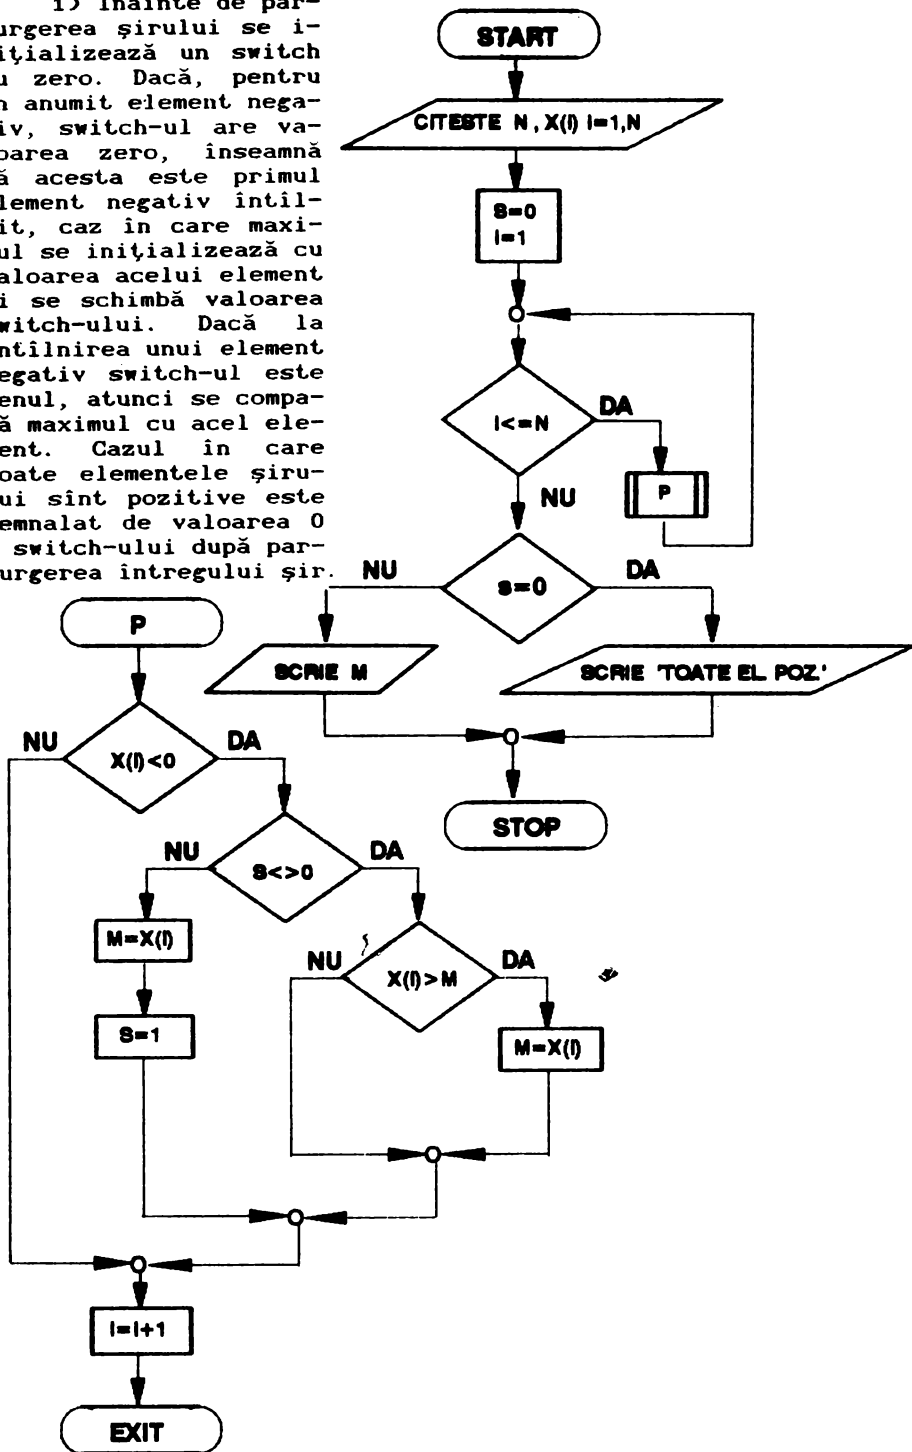 1) Inainte de par-
urgerea şirului se i-
iţializează un switch
u zero. Dacă, pentru
n anumit element nega-
iv, switch-ul are va-
oarea zero, înseamnă
ă acesta este primul
lement negativ întîl-
it, caz în care maxi-
ul se iniţializează cu
aloarea acelui element
i se schimbă valoarea
witch-ului. Dacă la
ntîlnirea unui element
egativ switch-ul este
enul, atunci se compa-
ă maximul cu acel ele-
ent. Cazul în care
oate elementele şiru-
ui sînt pozitive este
emnalat de valoarea 0
switch-ului după par-
urgerea întregului şir.
START
CITESTE N, X(I) I=1,N
S=0
I=1
I<=N
DA
P
NU
S=0
NU
DA
SCRIE M
SCRIE 'TOATE EL. POZ.'
STOP
P
X(I)<0
NU
DA
S<>0
NU
DA
M=X(I)
S=1
X(I)>M
NU
DA
M=X(I)
I=I+1
EXIT